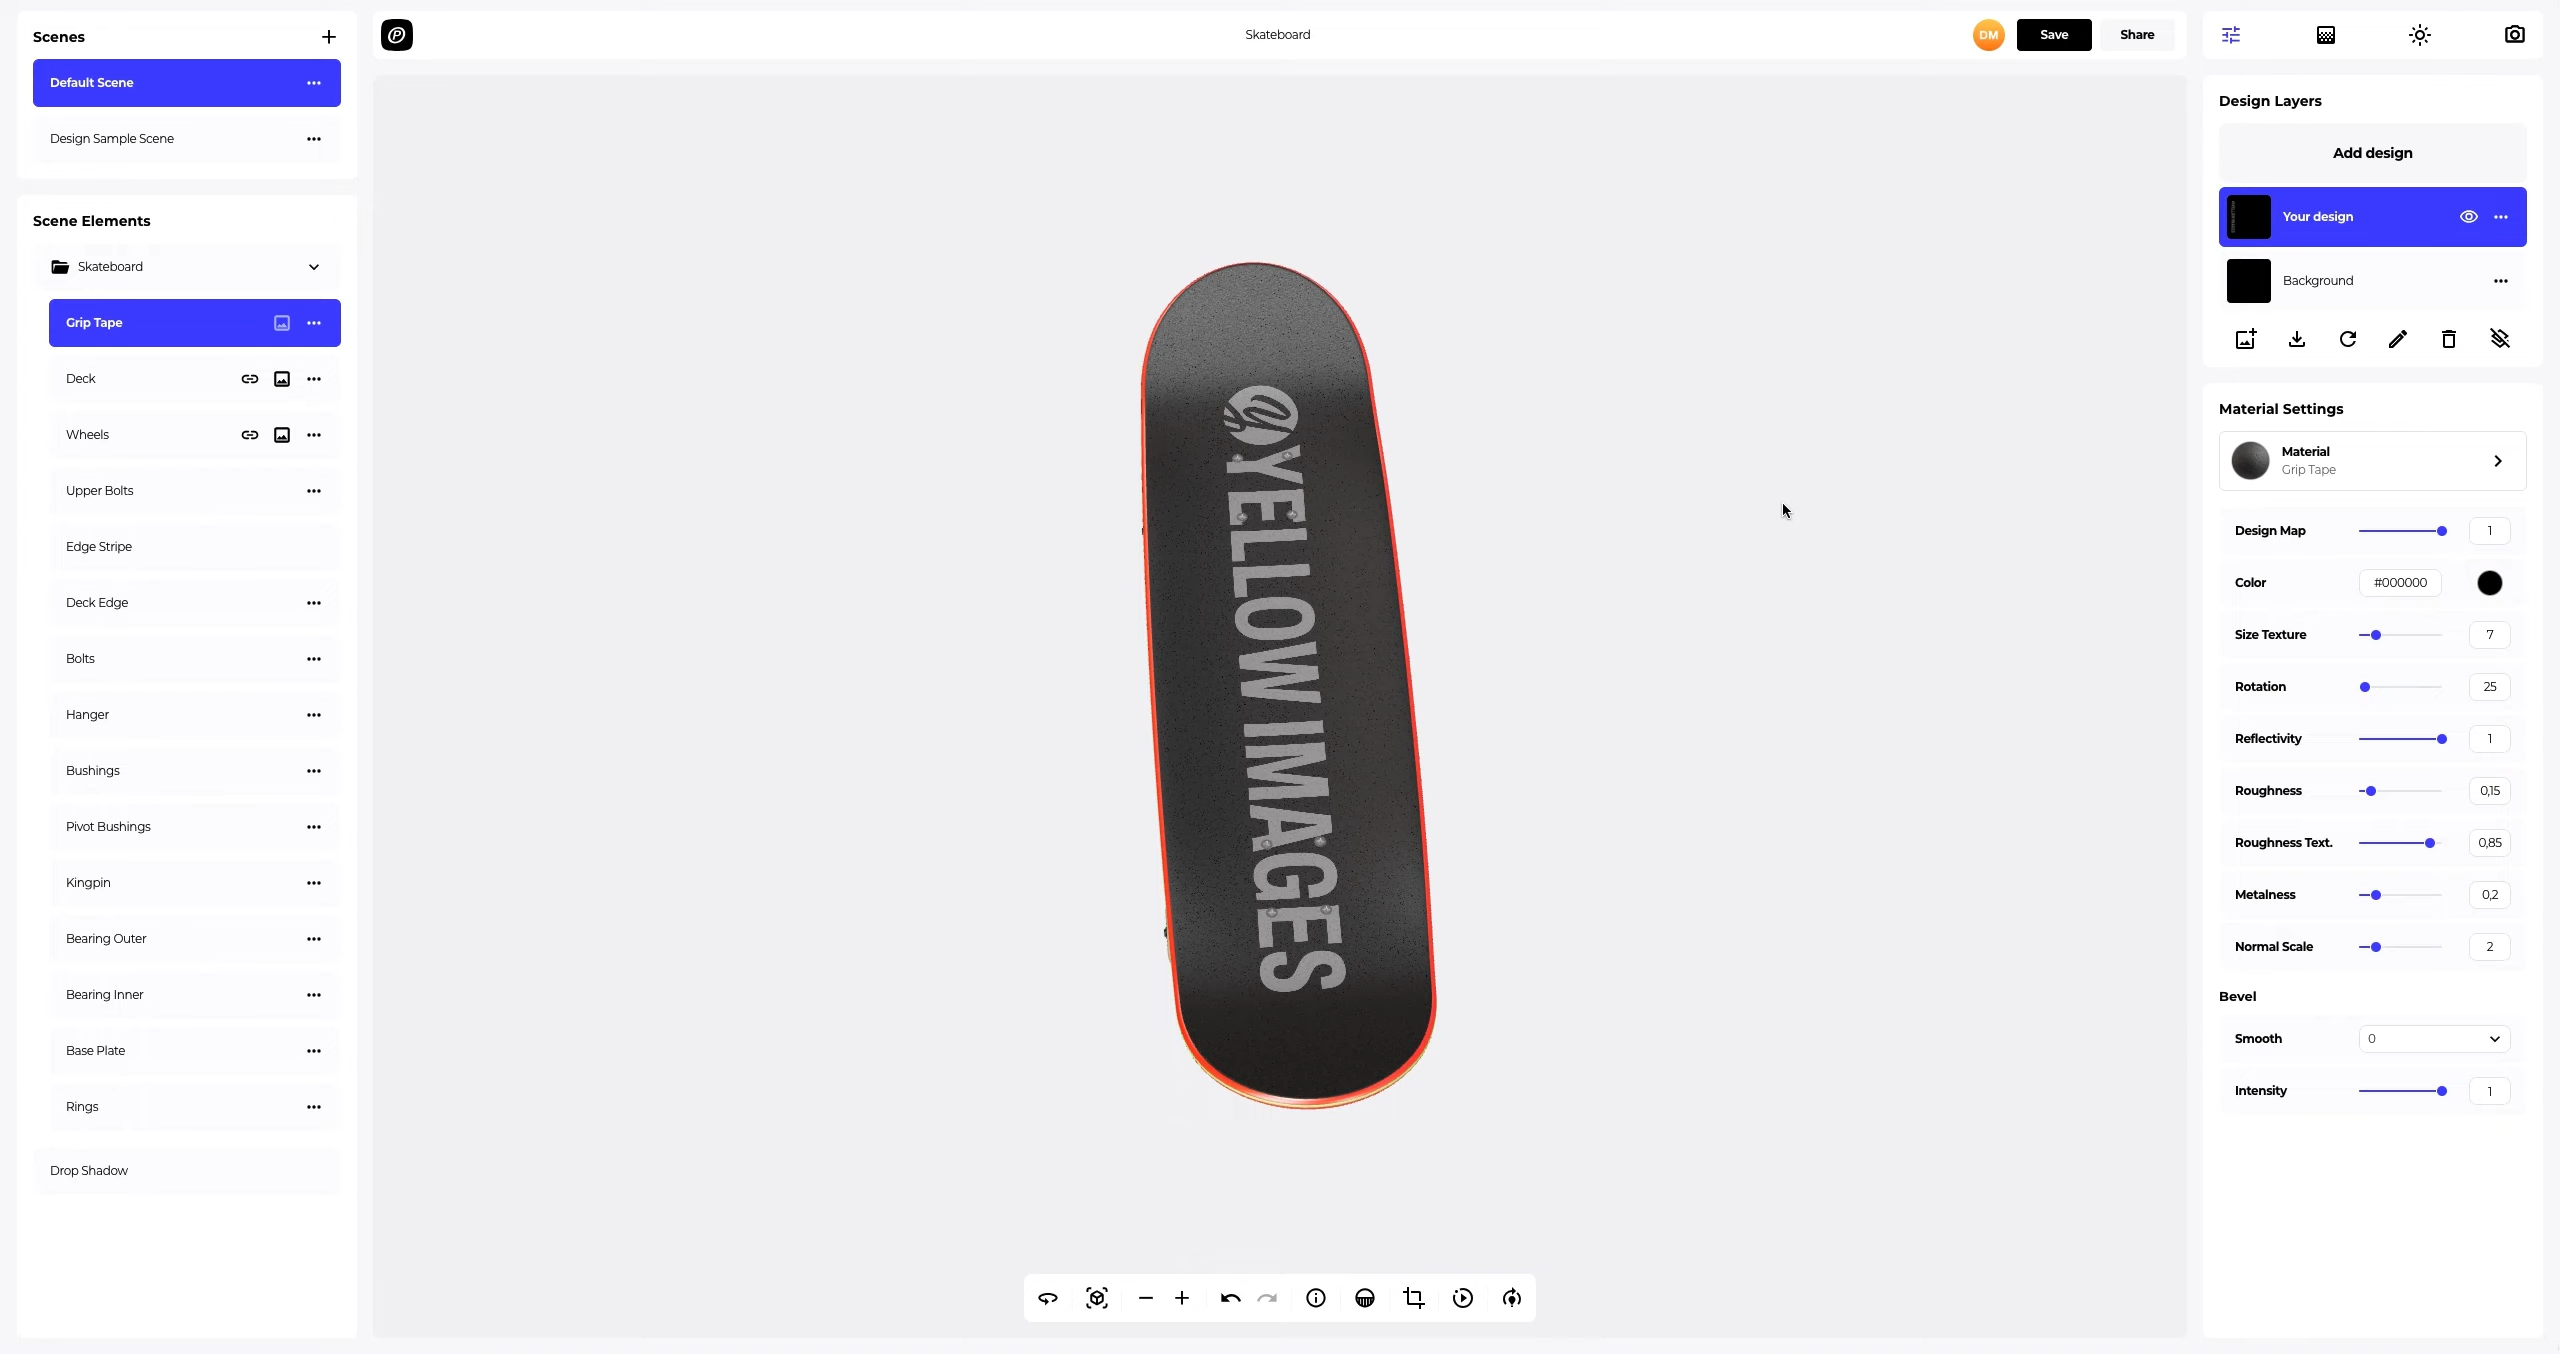 Scenes
Default Scene
Design Sample Scene
Scene Elements
Skateboard
Grip Tape
Deck
Wheels
Upper Bolts
Edge Stripe
Deck Edge
Bolts
Hanger
Bushings
Pivot Bushings
Kingpin
Bearing Outer
Bearing Inner
Base Plate
Rings
Drop Shadow
Skateboard
DM
Save
Share
YELLOW IMAGES
Design Layers
Add design
Your design
Background
Material Settings
Material
Grip Tape
Design Map 1
Color #000000
Size Texture 7
Rotation 25
Reflectivity 1
Roughness 0,15
Roughness Text. 0,85
Metalness 0,2
Normal Scale 2
Bevel
Smooth 0
Intensity 1